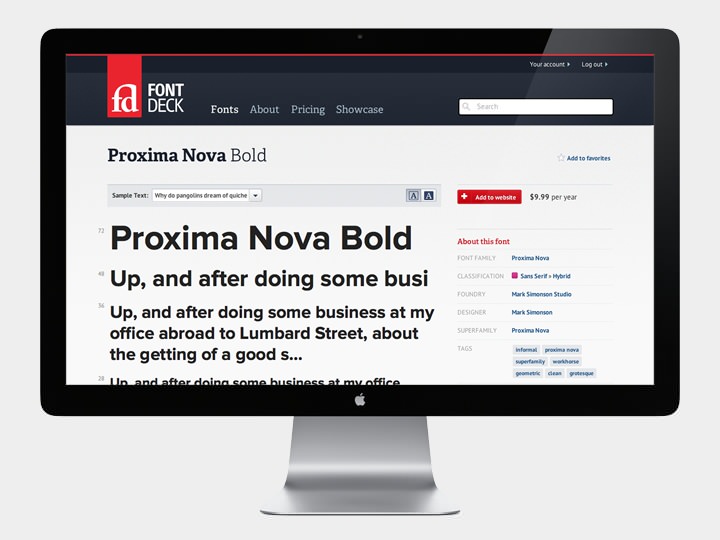 Your account
Log out
fd
FONT
DECK
Fonts About Pricing Showcase
Search
Proxima Nova Bold
Add to favorites
Sample Text: Why do pangolins dream of quiche
A A
Add to website
$9.99 per year
72
Proxima Nova Bold
48
Up, and after doing some busi
36
Up, and after doing some business at my
office abroad to Lumbard Street, about
the getting of a good s...
28
Up, and after doing some business at my office
About this font
FONT FAMILY Proxima Nova
CLASSIFICATION Sans Serif » Hybrid
FOUNDRY Mark Simonson Studio
DESIGNER Mark Simonson
SUPERFAMILY Proxima Nova
TAGS informal proxima nova
superfamily workhorse
geometric clean grotesque